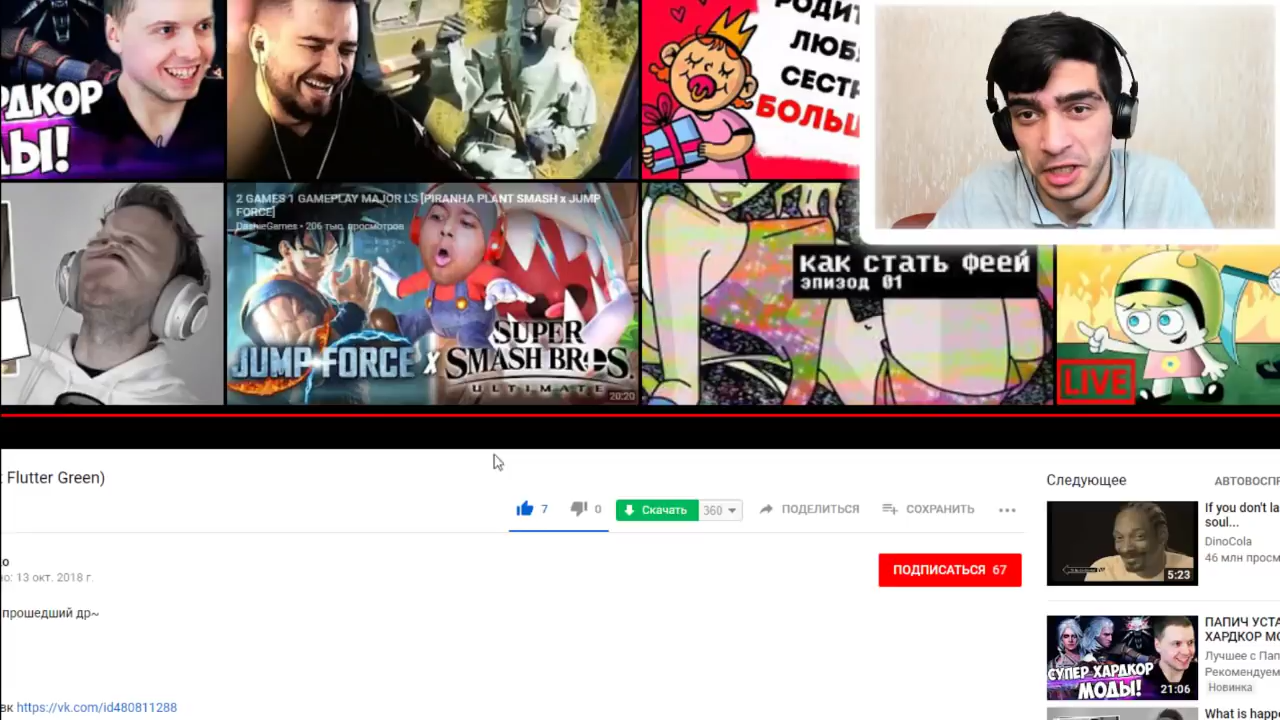 ХАРДКОР
ДЫ!
РОДИТ
ЛЮБ
СЕСТР
БОЛЬШ
2 GAMES 1 GAMEPLAY MAJOR L'S [PIRANHA PLANT SMASH x JUMP
FORCE]
DashieGames • 206 тыс. просмотров
JUMP FORCE x SUPER
SMASH BROS.
ULTIMATE
20:20
как стать феей
эпизод 01
LIVE
Flutter Green)
7
0
Скачать
360
ПОДЕЛИТЬСЯ
СОХРАНИТЬ
о: 13 окт. 2018 г.
ПОДПИСАТЬСЯ 67
прошедший др~
вк https://vk.com/id480811288
Следующее
АВТОВОСПР
If you don't la
soul...
DinoCola
46 млн просм
5:23
ПАПИЧ УСТА
ХАРДКОР МО
Лучшее с Пап
Рекомендуем
Новинка
СУПЕР ХАРДКОР
МОДЫ!
21:06
What is happe